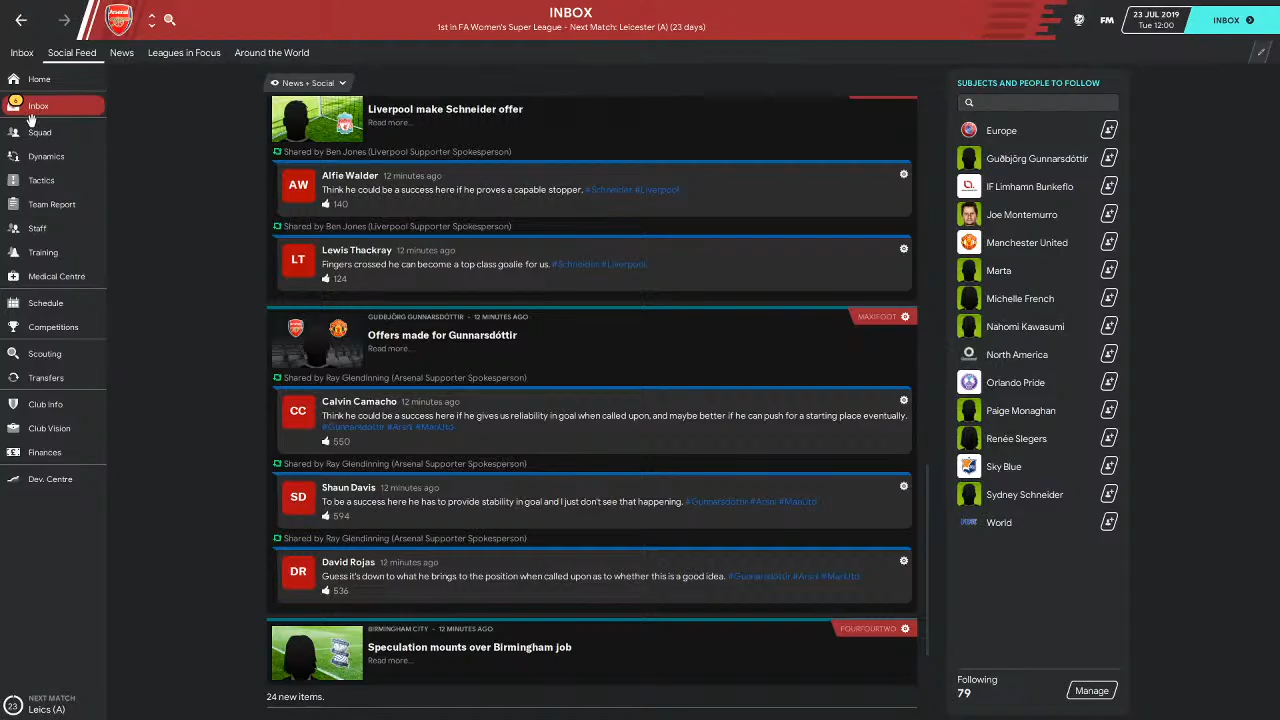 INBOX
1st in FA Women's Super League - Next Match: Leicester (A) (23 days)
Arsenal
FM
23 JUL 2019
Tue 12:00
INBOX
Inbox
Social Feed
News
Leagues in Focus
Around the World
Home
6
Inbox
Squad
Dynamics
Tactics
Team Report
Staff
Training
Medical Centre
Schedule
Competitions
Scouting
Transfers
Club Info
Club Vision
Finances
Dev. Centre
23
NEXT MATCH
Leics (A)
News + Social
Liverpool make Schneider offer
Read more...
Shared by Ben Jones (Liverpool Supporter Spokesperson)
AW
Alfie Walder 12 minutes ago
Think he could be a success here if he proves a capable stopper. #Schneider #Liverpool
140
Shared by Ben Jones (Liverpool Supporter Spokesperson)
LT
Lewis Thackray 12 minutes ago
Fingers crossed he can become a top class goalie for us. #Schneider #Liverpool
124
GUÐBJÖRG GUNNARSDÓTTIR - 12 MINUTES AGO
MAXIFOOT
Offers made for Gunnarsdóttir
Read more...
Shared by Ray Glendinning (Arsenal Supporter Spokesperson)
CC
Calvin Camacho 12 minutes ago
Think he could be a success here if he gives us reliability in goal when called upon, and maybe better if he can push for a starting place eventually.
#Gunnarsdóttir #Arsnl #ManUtd
550
Shared by Ray Glendinning (Arsenal Supporter Spokesperson)
SD
Shaun Davis 12 minutes ago
To be a success here he has to provide stability in goal and I just don't see that happening. #Gunnarsdóttir #Arsnl #ManUtd
594
Shared by Ray Glendinning (Arsenal Supporter Spokesperson)
DR
David Rojas 12 minutes ago
Guess it's down to what he brings to the position when called upon as to whether this is a good idea. #Gunnarsdóttir #Arsnl #ManUtd
536
BIRMINGHAM CITY - 12 MINUTES AGO
FOURFOURTWO
Speculation mounts over Birmingham job
Read more...
24 new items.
SUBJECTS AND PEOPLE TO FOLLOW
Europe
Guðbjörg Gunnarsdóttir
IF Limhamn Bunkeflo
Joe Montemurro
Manchester United
Marta
Michelle French
Nahomi Kawasumi
North America
Orlando Pride
Paige Monaghan
Renée Slegers
Sky Blue
Sydney Schneider
World
Following
79
Manage